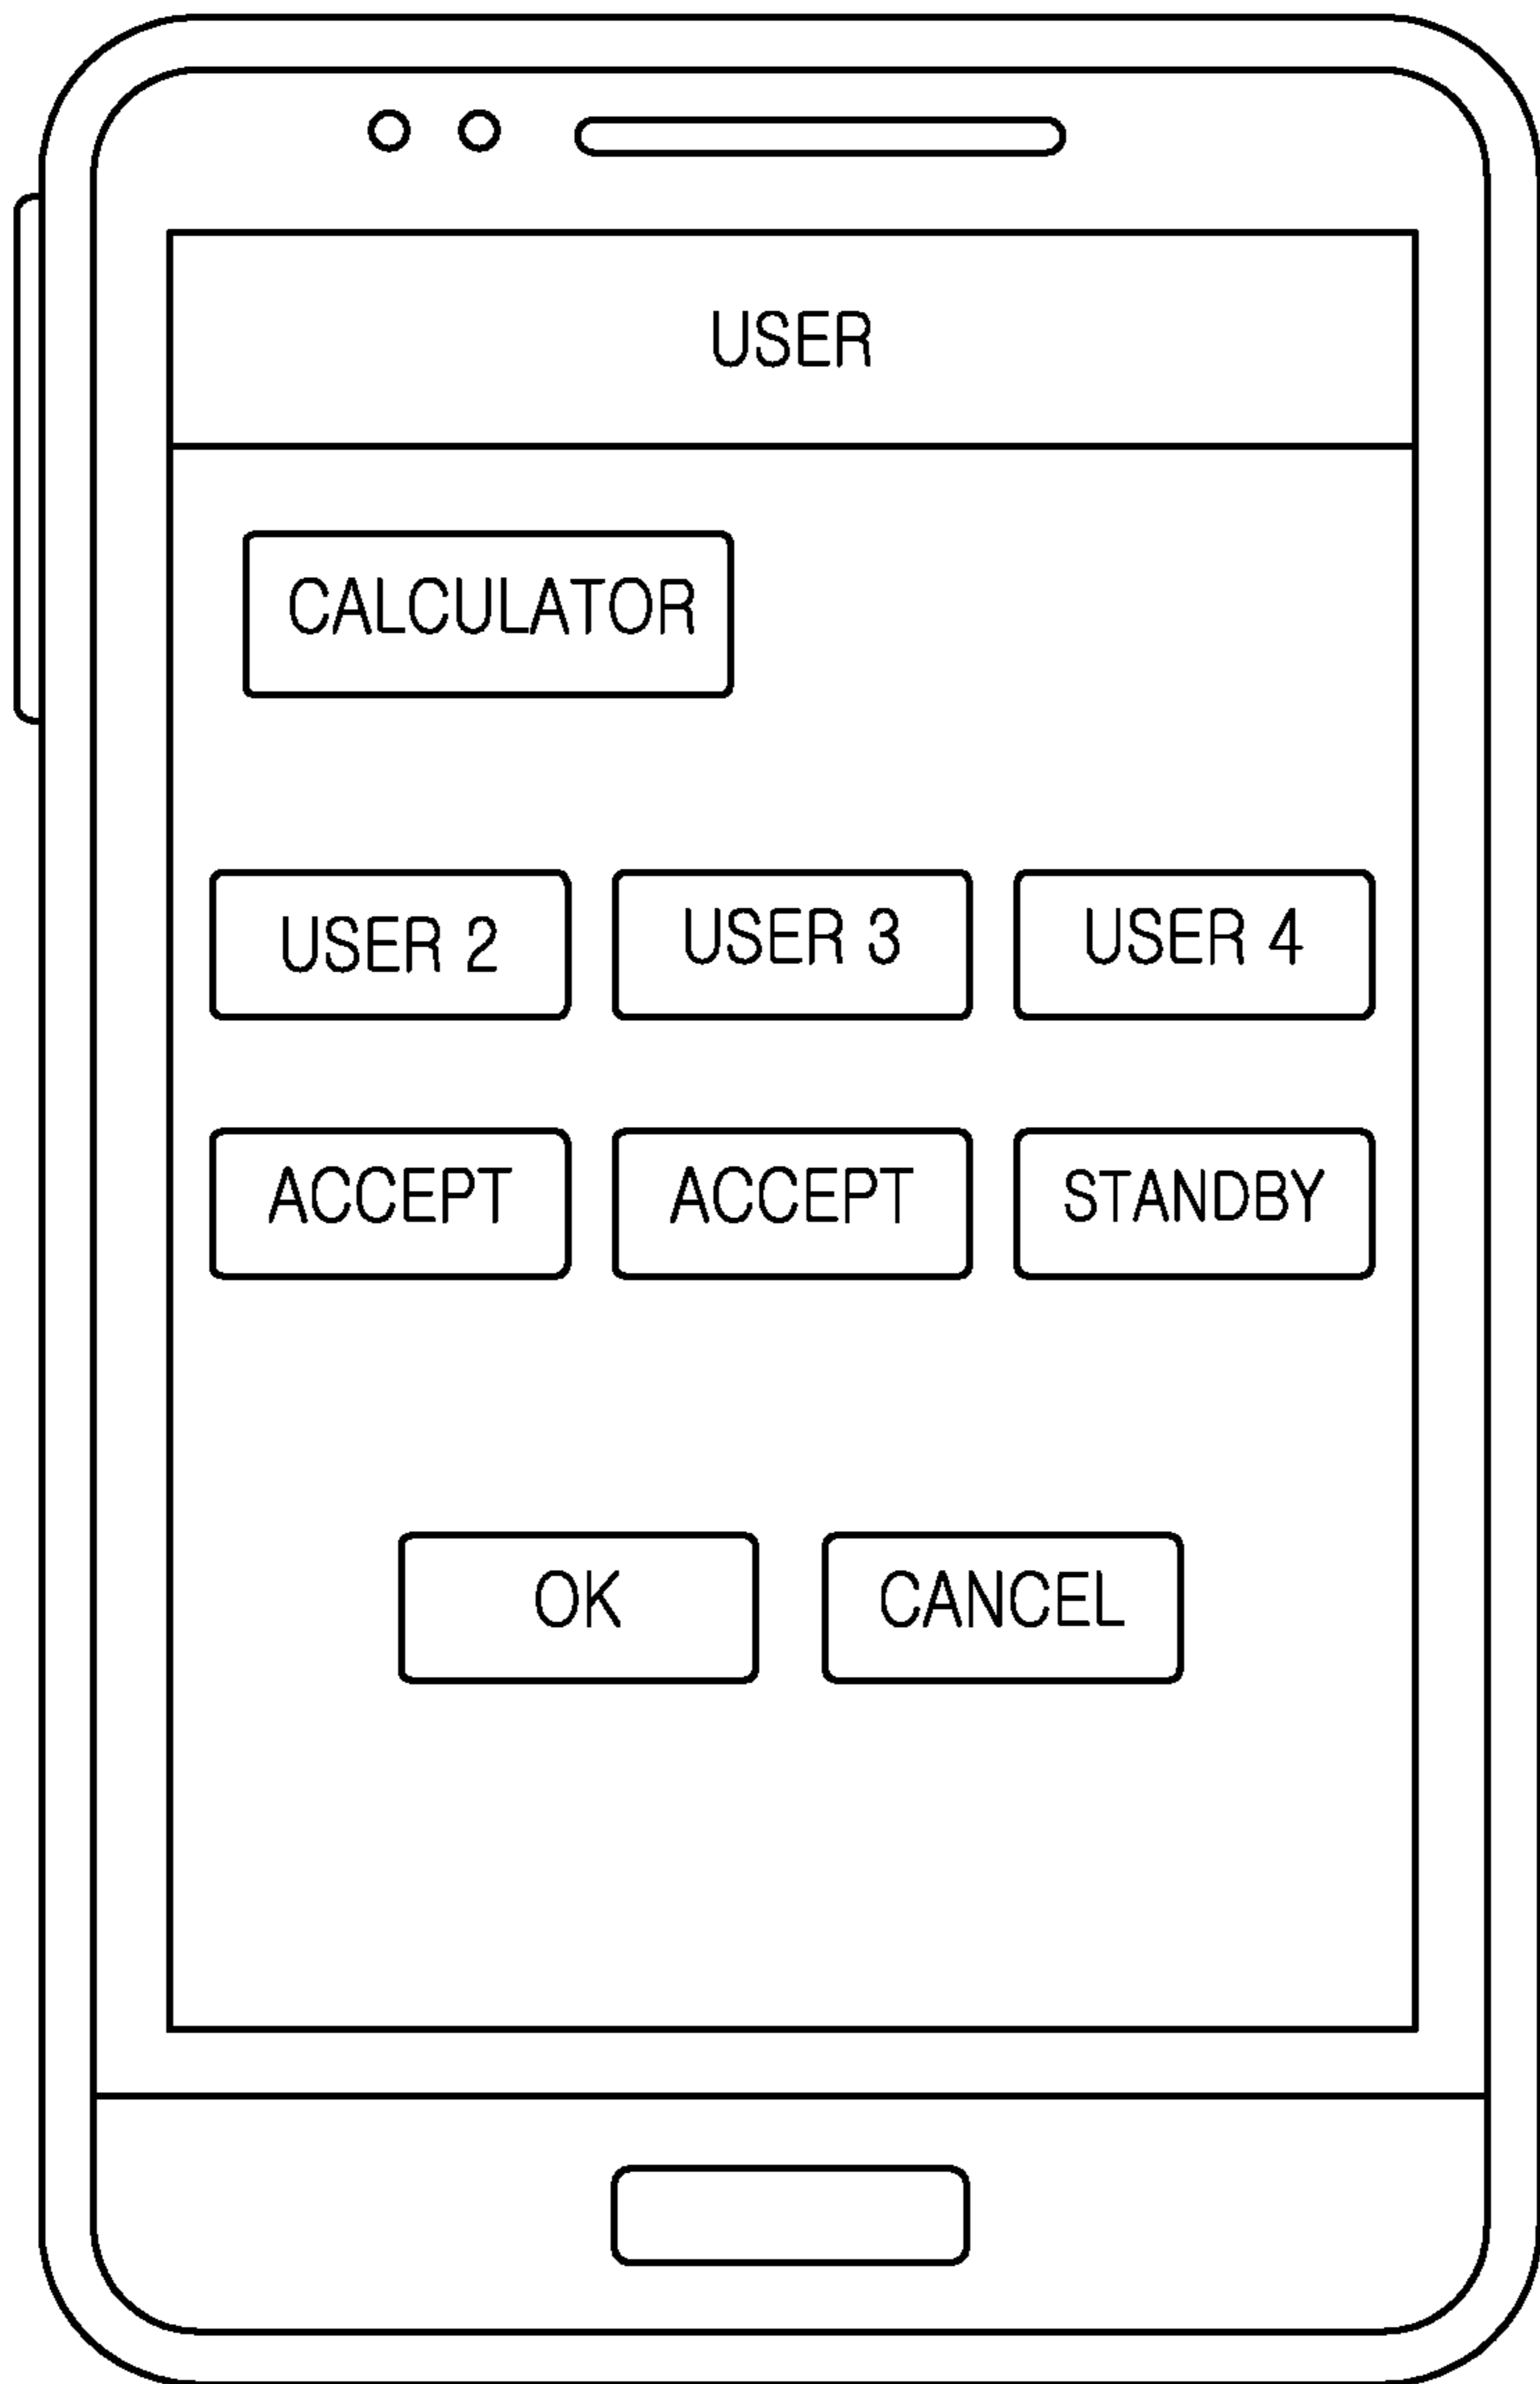 USER
CALCULATOR
USER 2 USER 3 USER 4
ACCEPT ACCEPT STANDBY
OK CANCEL